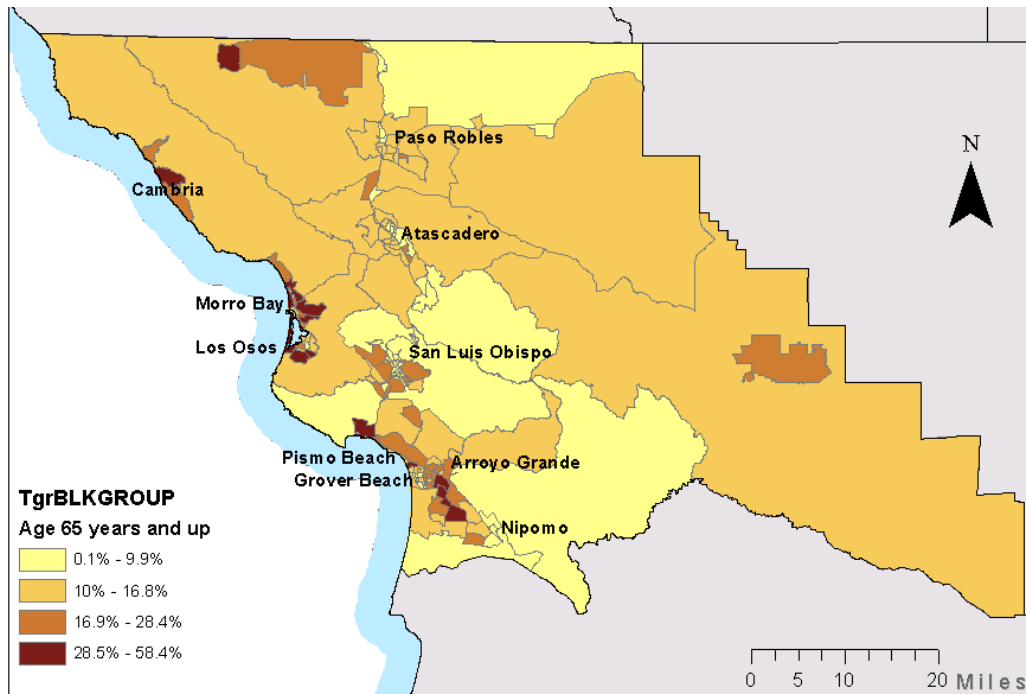 Paso Robles
N
Cambria
Atascadero
Morro Bay
Los Osos
San Luis Obispo
Pismo Beach
Arroyo Grande
Grover Beach
Nipomo
TgrBLKGROUP
Age 65 years and up
0.1% - 9.9%
10% - 16.8%
16.9% - 28.4%
28.5% - 58.4%
0 5 10 20 Miles